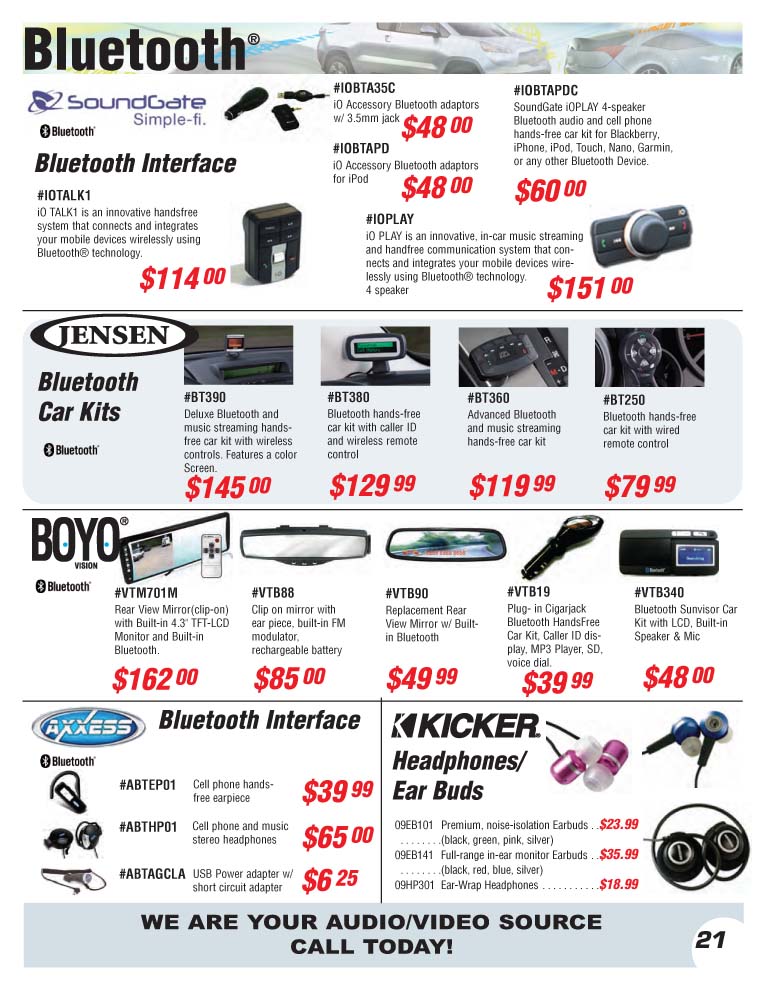 Bluetooth®
SOUNDGATE
Simple-fi.
Bluetooth®
Bluetooth Interface
#IOTALK1
iO TALK1 is an innovative handsfree
system that connects and integrates
your mobile devices wirelessly using
Bluetooth® technology.
$114 00
#IOBTA35C
iO Accessory Bluetooth adaptors
w/ 3.5mm jack
$48 00
#IOBTAPD
iO Accessory Bluetooth adaptors
for iPod
$48 00
#IOBTAPDC
SoundGate iOPLAY 4-speaker
Bluetooth audio and cell phone
hands-free car kit for Blackberry,
iPhone, iPod, Touch, Nano, Garmin,
or any other Bluetooth Device.
$60 00
#IOPLAY
iO PLAY is an innovative, in-car music streaming
and handfree communication system that con-
nects and integrates your mobile devices wire-
lessly using Bluetooth® technology.
4 speaker
$151 00
JENSEN
Bluetooth
Car Kits
Bluetooth®
#BT390
Deluxe Bluetooth and
music streaming hands-
free car kit with wireless
controls. Features a color
Screen.
$145 00
#BT380
Bluetooth hands-free
car kit with caller ID
and wireless remote
control
$129 99
#BT360
Advanced Bluetooth
and music streaming
hands-free car kit
$119 99
#BT250
Bluetooth hands-free
car kit with wired
remote control
$79 99
BOYO®
VISION
Bluetooth®
#VTM701M
Rear View Mirror(clip-on)
with Built-in 4.3" TFT-LCD
Monitor and Built-in
Bluetooth.
$162 00
#VTB88
Clip on mirror with
ear piece, built-in FM
modulator,
rechargeable battery
$85 00
#VTB90
Replacement Rear
View Mirror w/ Built-
in Bluetooth
$49 99
#VTB19
Plug- in Cigarjack
Bluetooth HandsFree
Car Kit, Caller ID dis-
play, MP3 Player, SD,
voice dial.
$39 99
#VTB340
Bluetooth Sunvisor Car
Kit with LCD, Built-in
Speaker & Mic
$48 00
AXXESS
Bluetooth Interface
Bluetooth®
#ABTEP01
Cell phone hands-
free earpiece
$39 99
#ABTHP01
Cell phone and music
stereo headphones
$65 00
#ABTAGCLA
USB Power adapter w/
short circuit adapter
$6 25
KICKER®
Headphones/
Ear Buds
09EB101 Premium, noise-isolation Earbuds . .$23.99
. . . . . . . .(black, green, pink, silver)
09EB141 Full-range in-ear monitor Earbuds . .$35.99
. . . . . . . .(black, red, blue, silver)
09HP301 Ear-Wrap Headphones . . . . . . . . . . .$18.99
WE ARE YOUR AUDIO/VIDEO SOURCE
CALL TODAY!
21